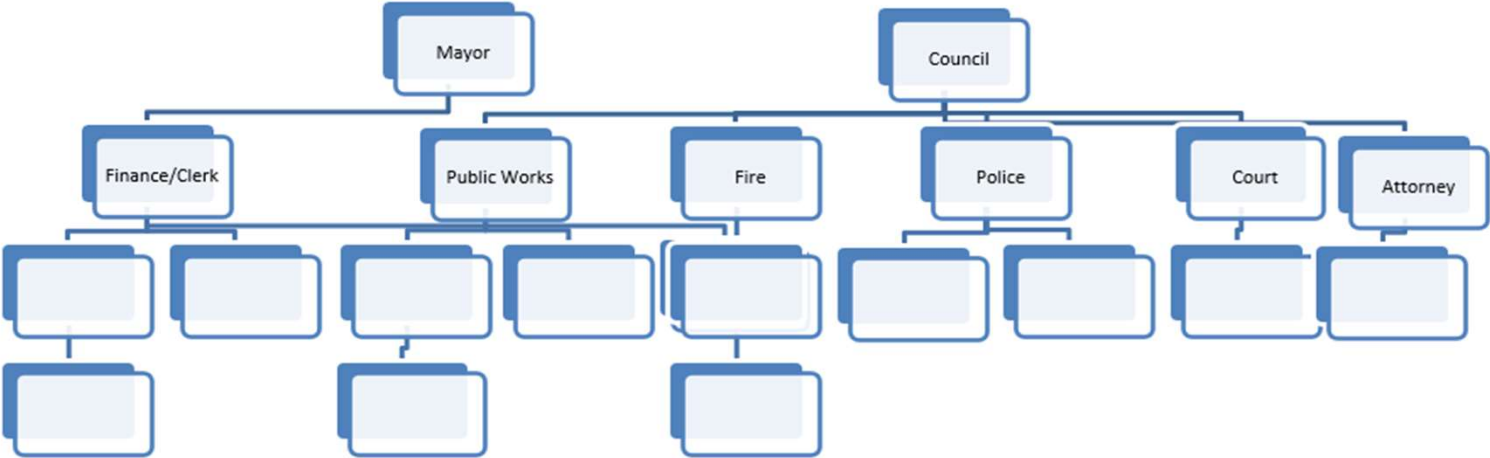 Mayor
Council
Finance/Clerk
Public Works
Fire
Police
Court
Attorney